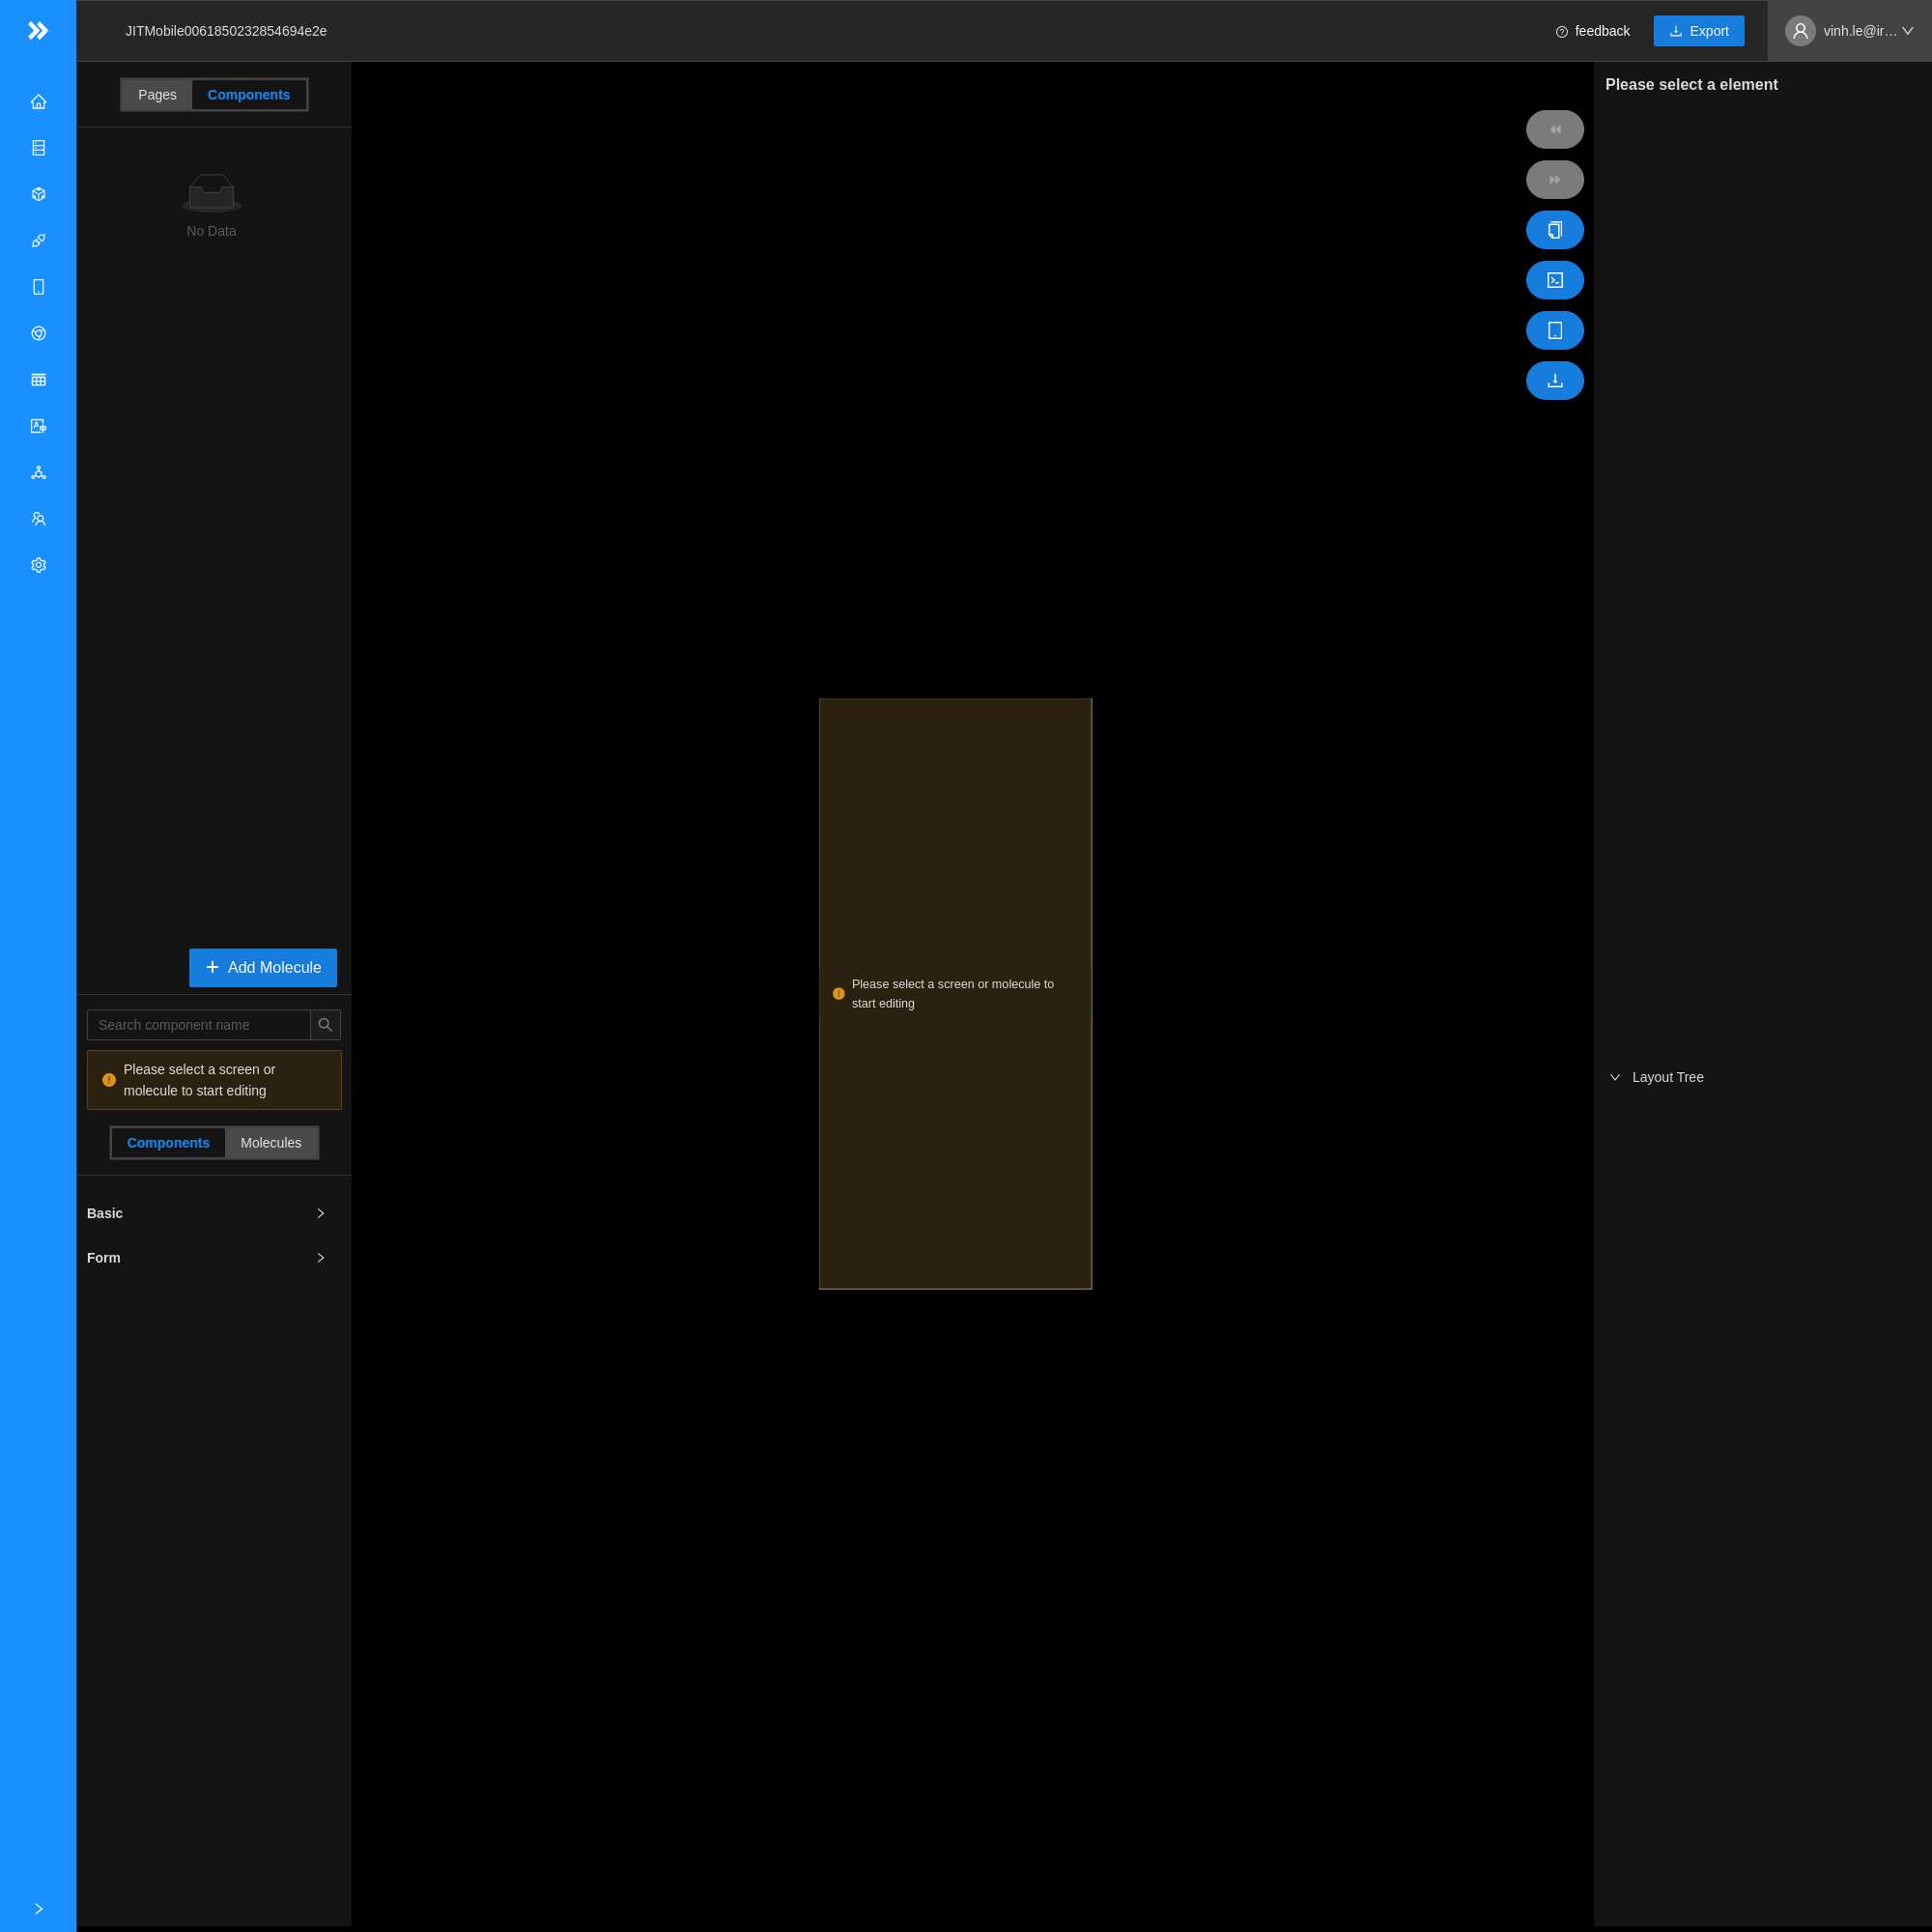 JITMobile0061850232854694e2e
feedback
Export
vinh.le@ir…
Pages
Components
No Data
Add Molecule
Search component name
Please select a screen or
molecule to start editing
Components
Molecules
Basic
Form
Please select a screen or molecule to
start editing
Please select a element
Layout Tree